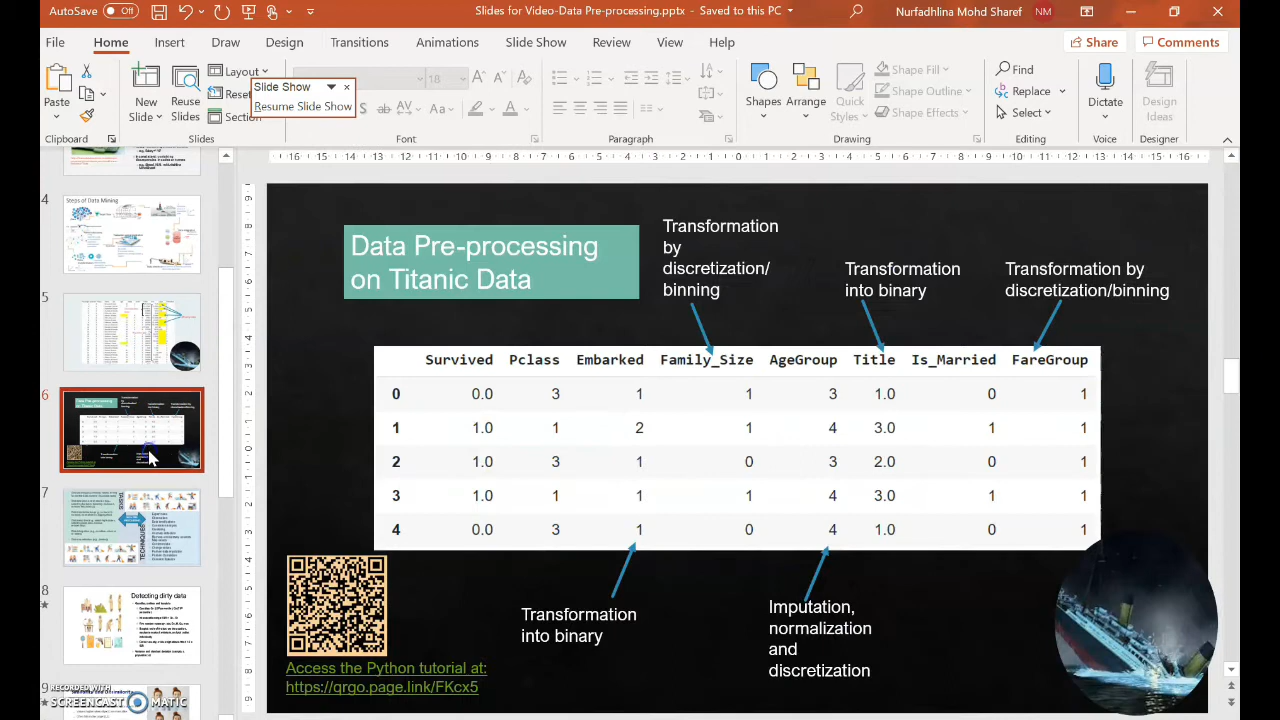 AutoSave Off
Slides for Video-Data Pre-processing.pptx - Saved to this PC
Nurfadhlina Mohd Sharef NM
File Home Insert Draw Design Transitions Animations Slide Show Review View Help
Share Comments
Paste
New Slide
Reuse Slides
Layout
Reset
Section
Slide Show
Resume Slide Show
18
Aa
Shapes
Arrange
Quick Styles
Shape Fill
Shape Outline
Shape Effects
Find
Replace
Select
Dictate
Design Ideas
Clipboard Slides Font Paragraph Drawing Editing Voice Designer
4
Steps of Data Mining
5
6
7
8
Detecting dirty data
9
RECORDED WITH
SCREENCAST MATIC
Data Pre-processing
on Titanic Data
Transformation
by
discretization/
binning
Transformation
into binary
Transformation by
discretization/binning
Survived Pclass Embarked Family_Size AgeGroup Title Is_Married FareGroup
0 0.0 3 1 1 3 1.0 0 1
1 1.0 1 2 1 4 3.0 1 1
2 1.0 3 1 0 3 2.0 0 1
3 1.0 1 1 1 4 3.0 0 1
4 0.0 3 1 0 4 1.0 0 1
Transformation
into binary
Imputation,
normalization
and
discretization
Access the Python tutorial at:
https://qrgo.page.link/FKcx5